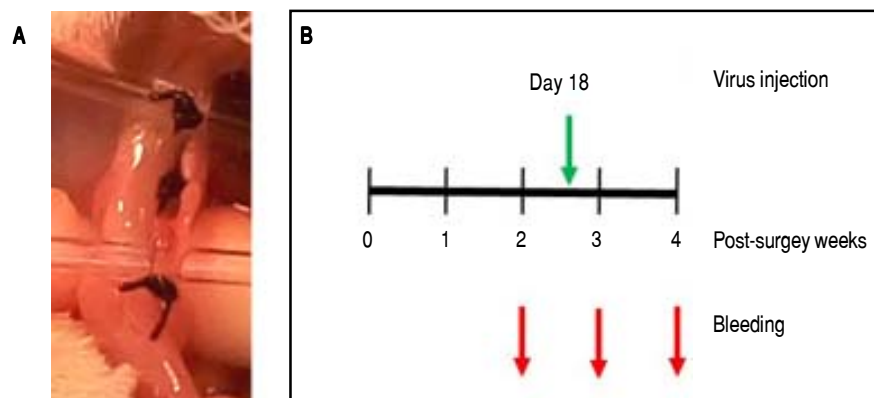 A
B
Day 18
Virus injection
0 1 2 3 4
Post-surgey weeks
Bleeding